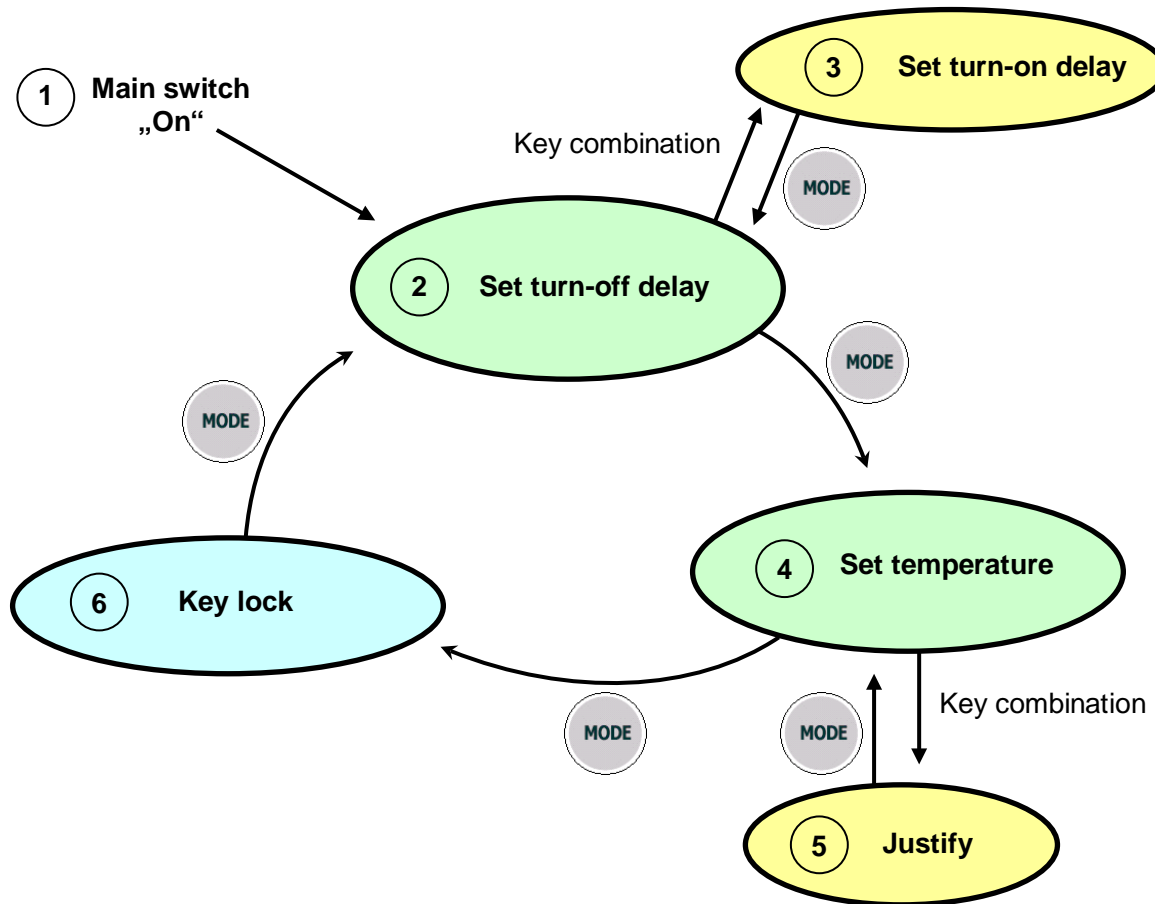 3 Set turn-on delay
1 Main switch
„On“
Key combination
MODE
2 Set turn-off delay
MODE
MODE
4 Set temperature
6 Key lock
Key combination
MODE
MODE
5 Justify